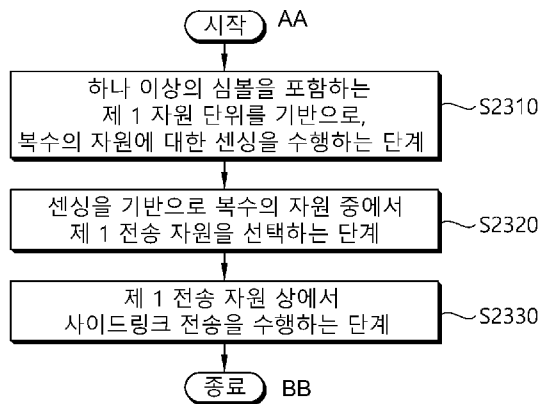 시작 AA
하나 이상의 심볼을 포함하는
제 1 자원 단위를 기반으로,
복수의 자원에 대한 센싱을 수행하는 단계
S2310
센싱을 기반으로 복수의 자원 중에서
제 1 전송 자원을 선택하는 단계
S2320
제 1 전송 자원 상에서
사이드링크 전송을 수행하는 단계
S2330
종료 BB